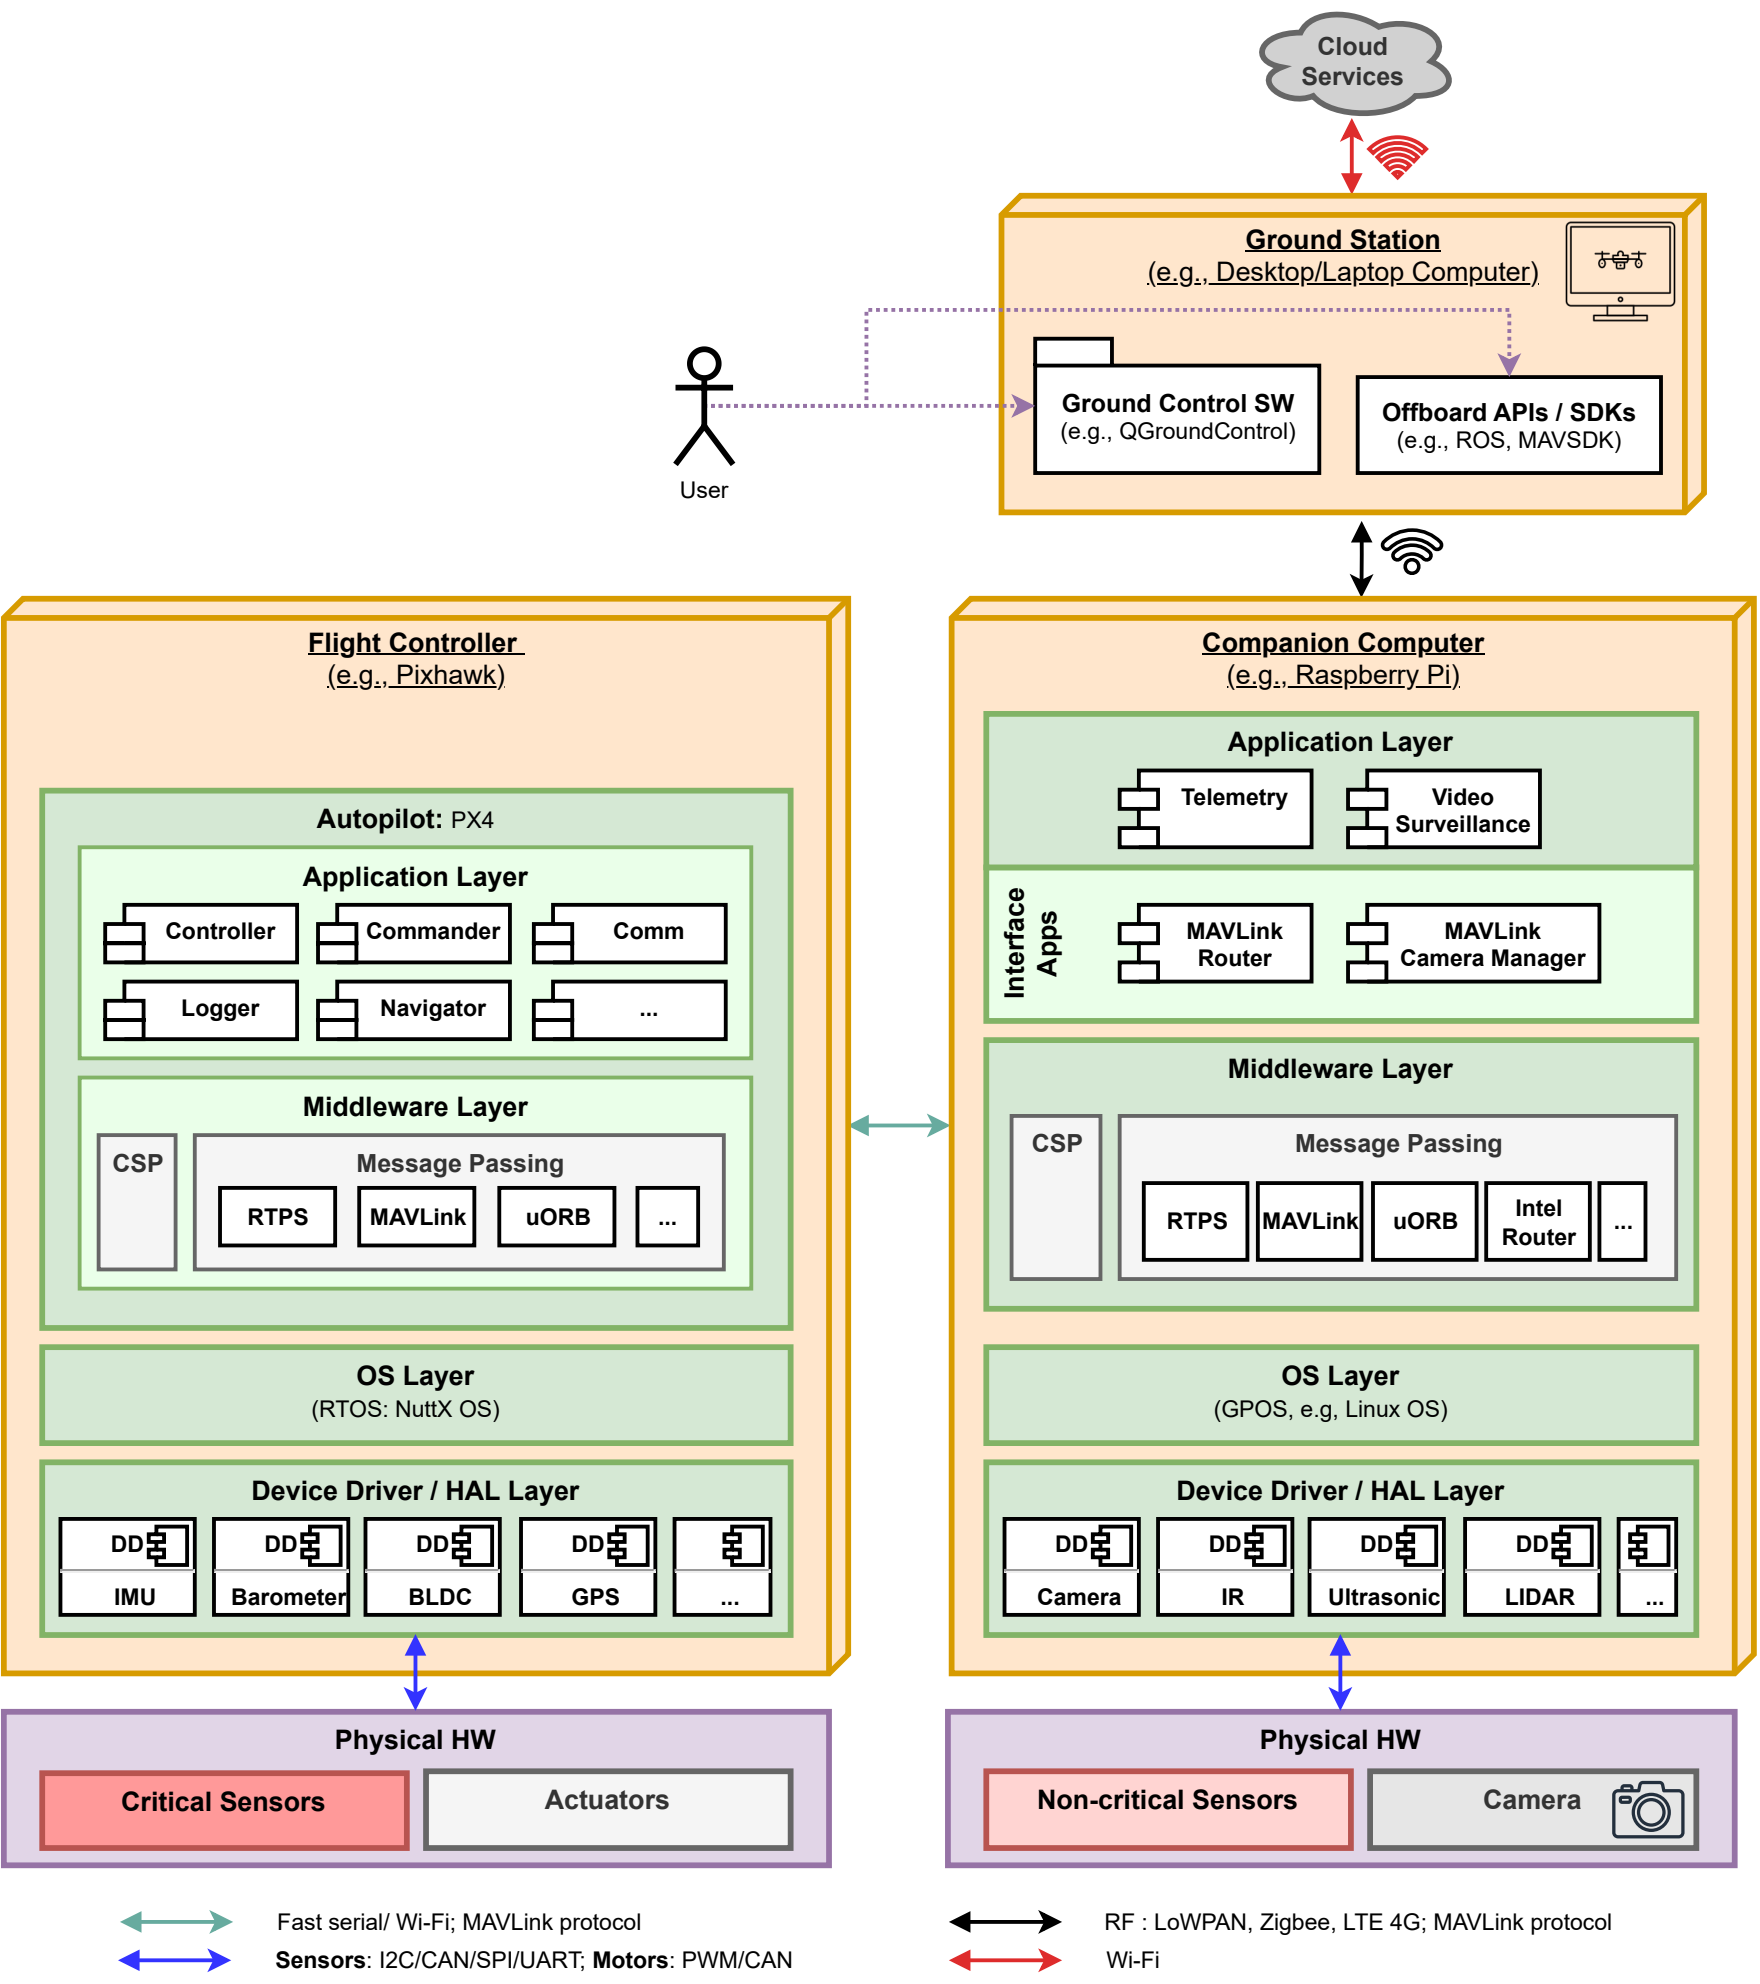 Cloud
Services
Ground Station
(e.g., Desktop/Laptop Computer)
Ground Control SW
(e.g., QGroundControl)
Offboard APIs / SDKs
(e.g., ROS, MAVSDK)
User
Flight Controller
(e.g., Pixhawk)
Autopilot: PX4
Application Layer
Controller
Commander
Comm
Logger
Navigator
...
Middleware Layer
CSP
Message Passing
RTPS
MAVLink
uORB
...
OS Layer
(RTOS: NuttX OS)
Device Driver / HAL Layer
DD
IMU
DD
Barometer
DD
BLDC
DD
GPS
...
Physical HW
Critical Sensors
Actuators
Companion Computer
(e.g., Raspberry Pi)
Application Layer
Telemetry
Video
Surveillance
Interface
Apps
MAVLink
Router
MAVLink
Camera Manager
Middleware Layer
CSP
Message Passing
RTPS
MAVLink
uORB
Intel
Router
...
OS Layer
(GPOS, e.g, Linux OS)
Device Driver / HAL Layer
DD
Camera
DD
IR
DD
Ultrasonic
DD
LIDAR
...
Physical HW
Non-critical Sensors
Camera
Fast serial/ Wi-Fi; MAVLink protocol
Sensors: I2C/CAN/SPI/UART; Motors: PWM/CAN
RF : LoWPAN, Zigbee, LTE 4G; MAVLink protocol
Wi-Fi